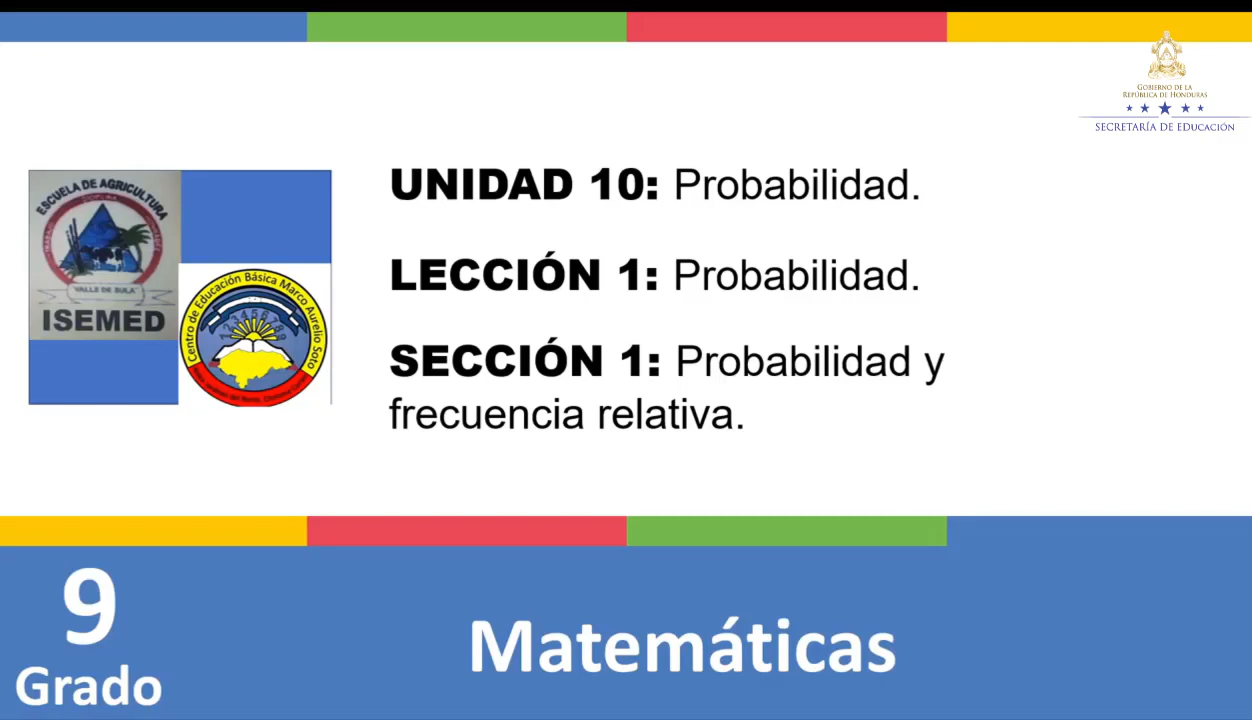 GOBIERNO DE LA
REPÚBLICA DE HONDURAS
SECRETARÍA DE EDUCACIÓN
UNIDAD 10: Probabilidad.
LECCIÓN 1: Probabilidad.
SECCIÓN 1: Probabilidad y
frecuencia relativa.
ESCUELA DE AGRICULTURA
VALLE DE SULA
ISEMED
Centro de Educación Básica Marco Aurelio Soto
123456789
9
Grado
Matemáticas